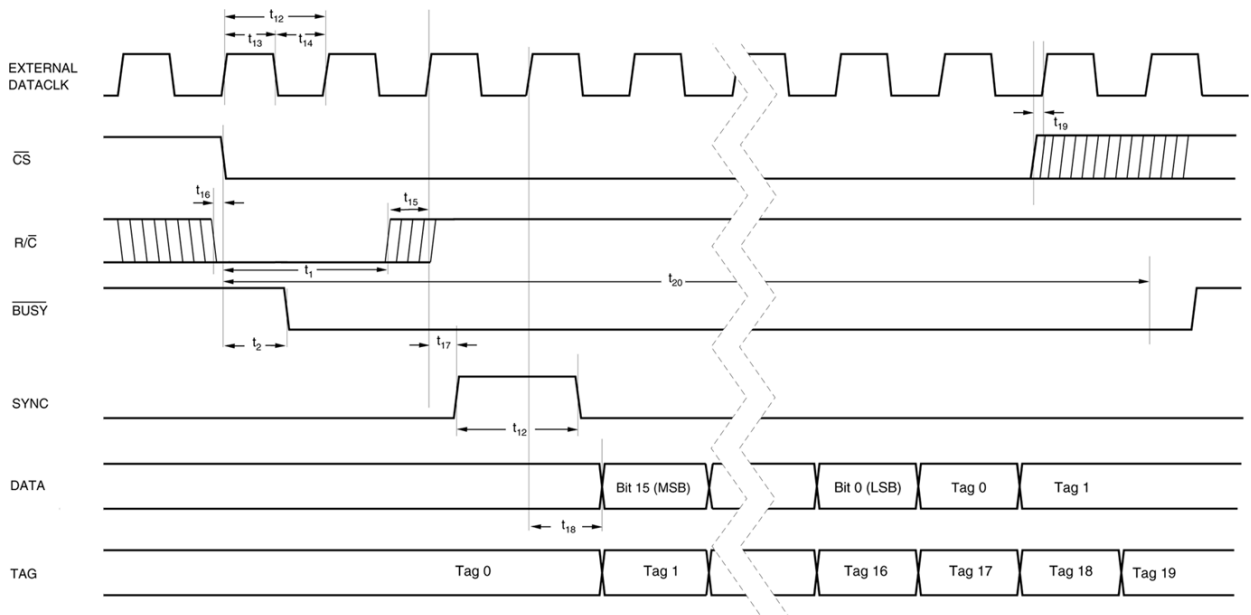 t12
t13
t14
EXTERNAL
DATACLK
t19
CS
t16
t15
R/C
t1
t20
BUSY
t2
t17
SYNC
t12
DATA
Bit 15 (MSB)
Bit 0 (LSB)
Tag 0
Tag 1
t18
TAG
Tag 0
Tag 1
Tag 16
Tag 17
Tag 18
Tag 19